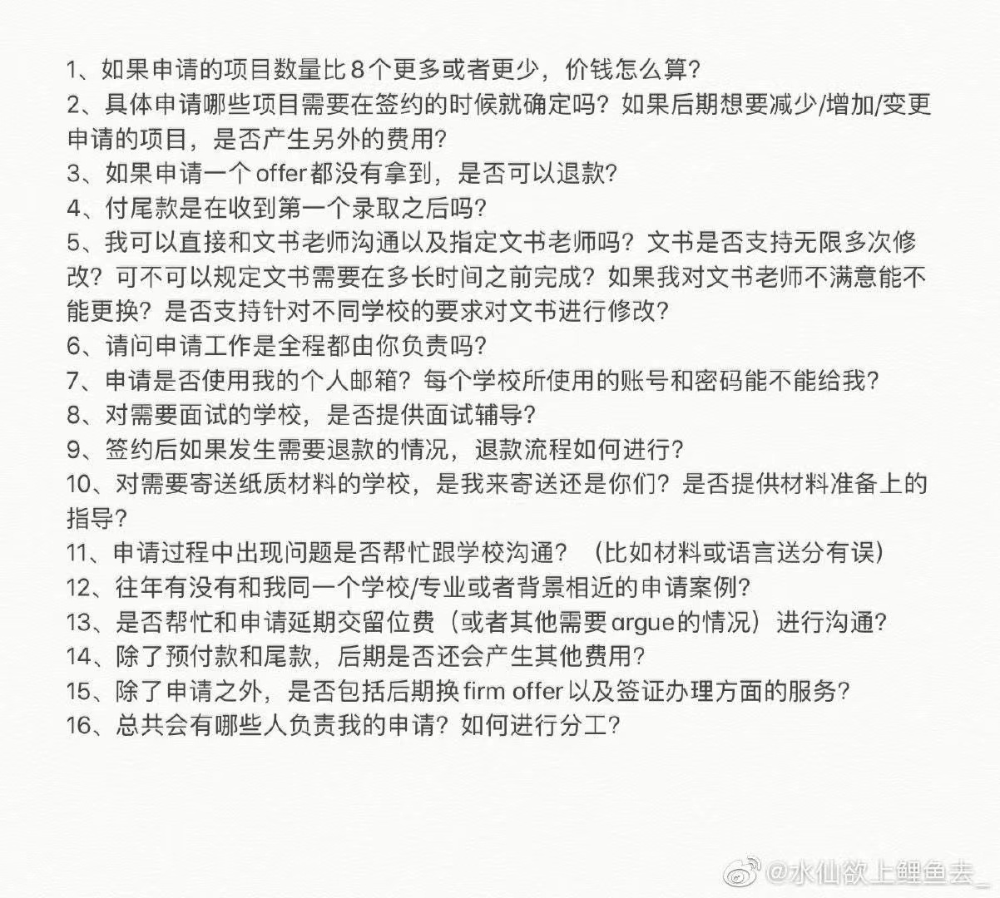 1、如果申请的项目数量比8个更多或者更少，价钱怎么算？
2、具体申请哪些项目需要在签约的时候就确定吗？如果后期想要减少/增加/变更
申请的项目，是否产生另外的费用？
3、如果申请一个offer都没有拿到，是否可以退款？
4、付尾款是在收到第一个录取之后吗？
5、我可以直接和文书老师沟通以及指定文书老师吗？文书是否支持无限多次修
改？可不可以规定文书需要在多长时间之前完成？如果我对文书老师不满意能不
能更换？是否支持针对不同学校的要求对文书进行修改？
6、请问申请工作是全程都由你负责吗？
7、申请是否使用我的个人邮箱？每个学校所使用的账号和密码能不能给我？
8、对需要面试的学校，是否提供面试辅导？
9、签约后如果发生需要退款的情况，退款流程如何进行？
10、对需要寄送纸质材料的学校，是我来寄送还是你们？是否提供材料准备上的
指导？
11、申请过程中出现问题是否帮忙跟学校沟通？（比如材料或语言送分有误）
12、往年有没有和我同一个学校/专业或者背景相近的申请案例？
13、是否帮忙和申请延期交留位费（或者其他需要argue的情况）进行沟通？
14、除了预付款和尾款，后期是否还会产生其他费用？
15、除了申请之外，是否包括后期换firm offer以及签证办理方面的服务？
16、总共会有哪些人负责我的申请？如何进行分工？
@水仙欲上鲤鱼去_